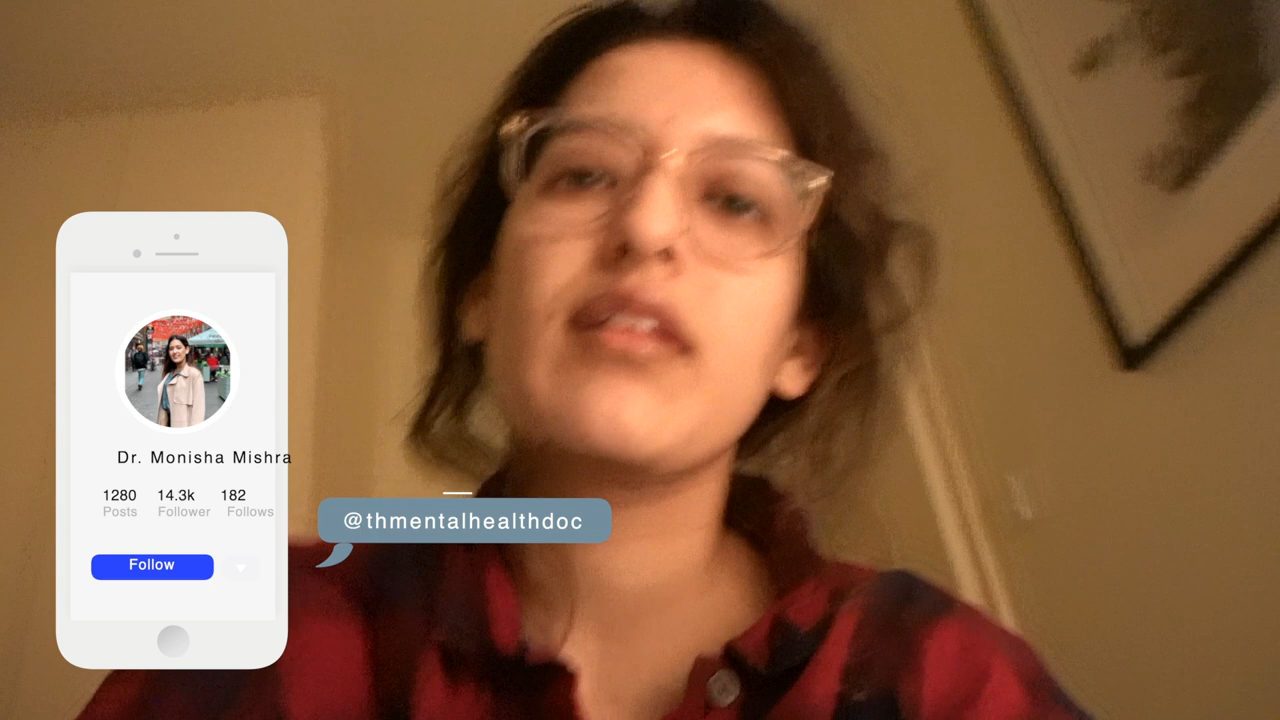 Dr. Monisha Mishra
1280 14.3k 182
Posts Follower Follows
Follow
@thmentalhealthdoc